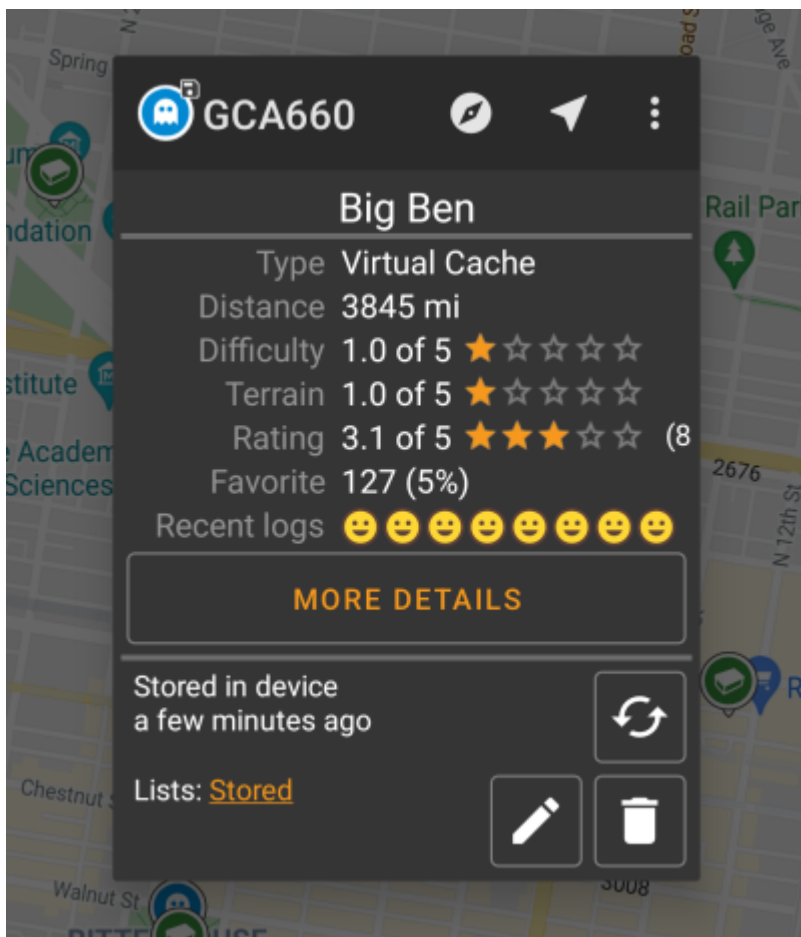 N 2
Spring
GCA660
Big Ben
Rail Par
ndation
Type Virtual Cache
Distance 3845 mi
Difficulty 1.0 of 5
stitute
Terrain 1.0 of 5
Rating 3.1 of 5 (8
Academ
Sciences
Favorite 127 (5%)
2676
N 12th St
Recent logs
MORE DETAILS
Stored in device
a few minutes ago
R
Lists: Stored
Chestnut
Walnut St
3008